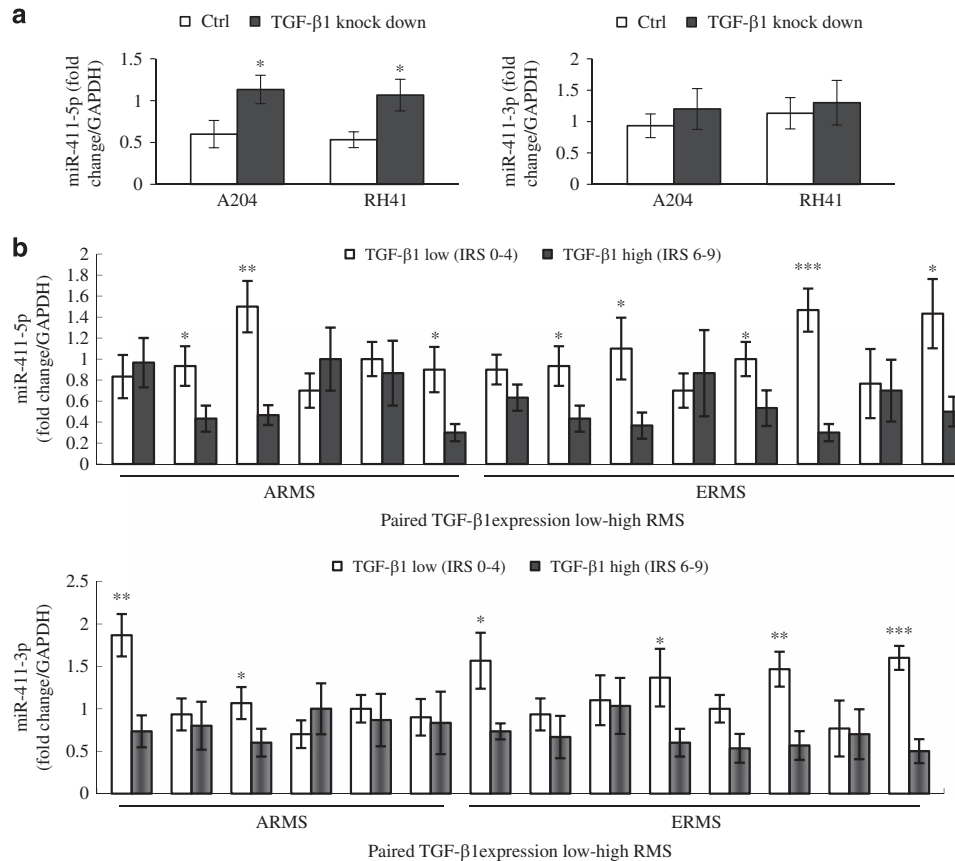 a
Ctrl TGF-β1 knock down
miR-411-5p (fold
change/GAPDH)
1.5
1
0.5
0
* *
A204 RH41
Ctrl TGF-β1 knock down
miR-411-3p (fold
change/GAPDH)
2
1.5
1
0.5
0
A204 RH41
b
TGF-β1 low (IRS 0-4) TGF-β1 high (IRS 6-9)
miR-411-5p
(fold change/GAPDH)
2
1.8
1.6
1.4
1.2
1
0.8
0.6
0.4
0.2
0
* ** * * * * *** *
ARMS ERMS
Paired TGF-β1expression low-high RMS
TGF-β1 low (IRS 0-4) TGF-β1 high (IRS 6-9)
miR-411-3p
(fold change/GAPDH)
2.5
2
1.5
1
0.5
0
** * * * ** ***
ARMS ERMS
Paired TGF-β1expression low-high RMS